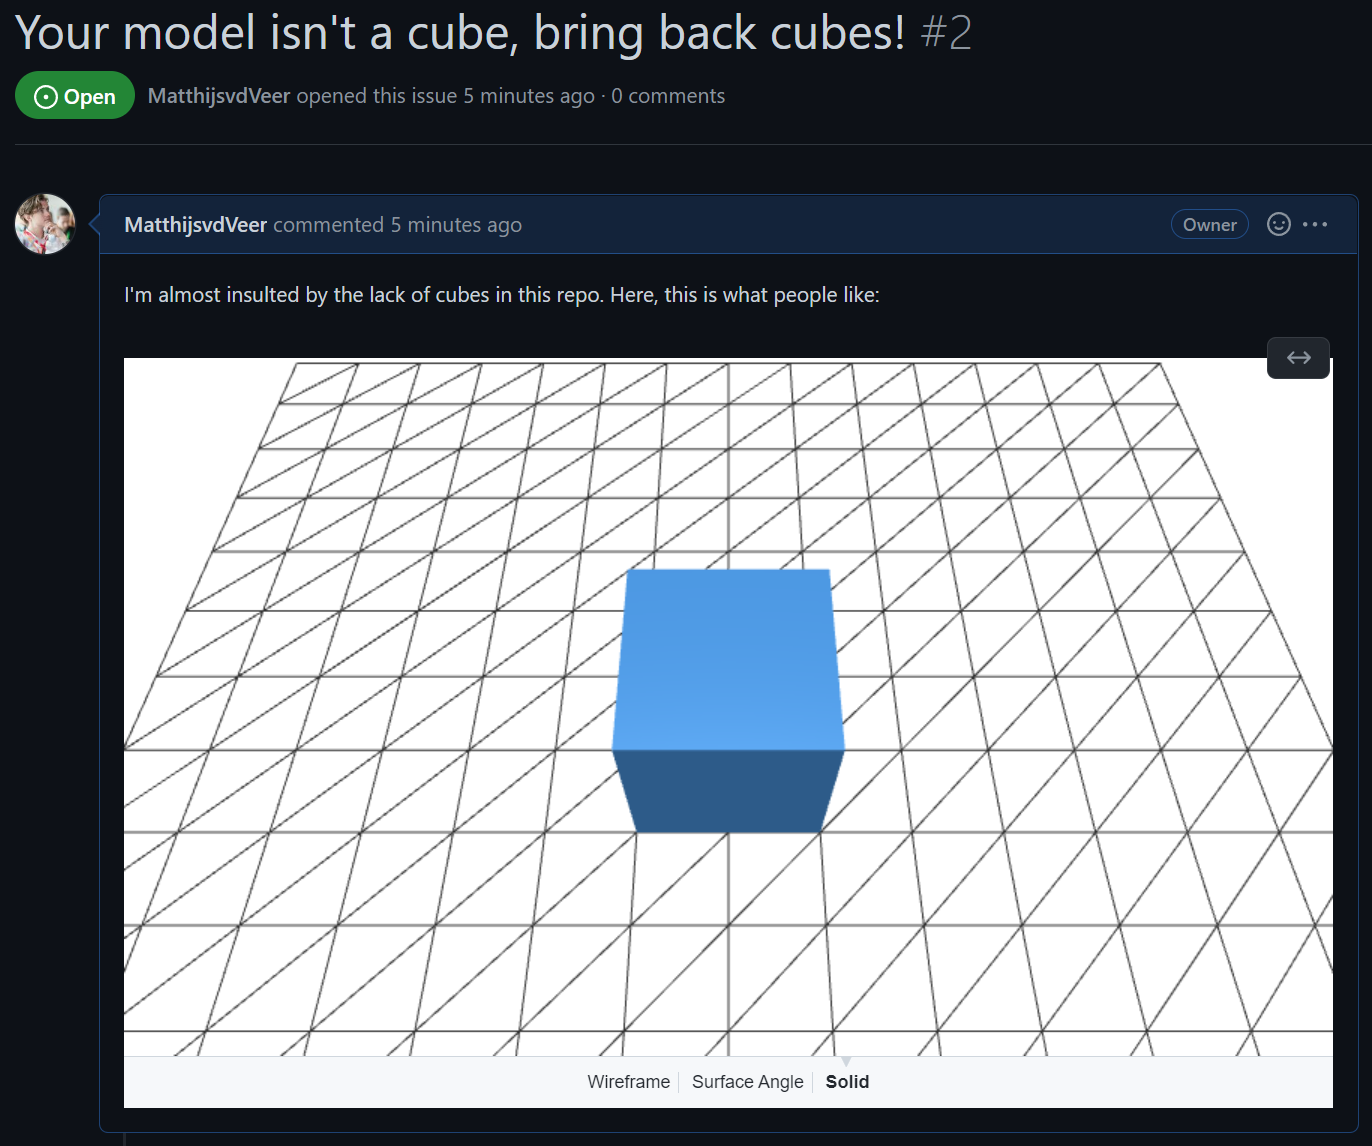 Your model isn't a cube, bring back cubes! #2
Open MatthijsvdVeer opened this issue 5 minutes ago · 0 comments
MatthijsvdVeer commented 5 minutes ago Owner
I'm almost insulted by the lack of cubes in this repo. Here, this is what people like:
Wireframe Surface Angle Solid